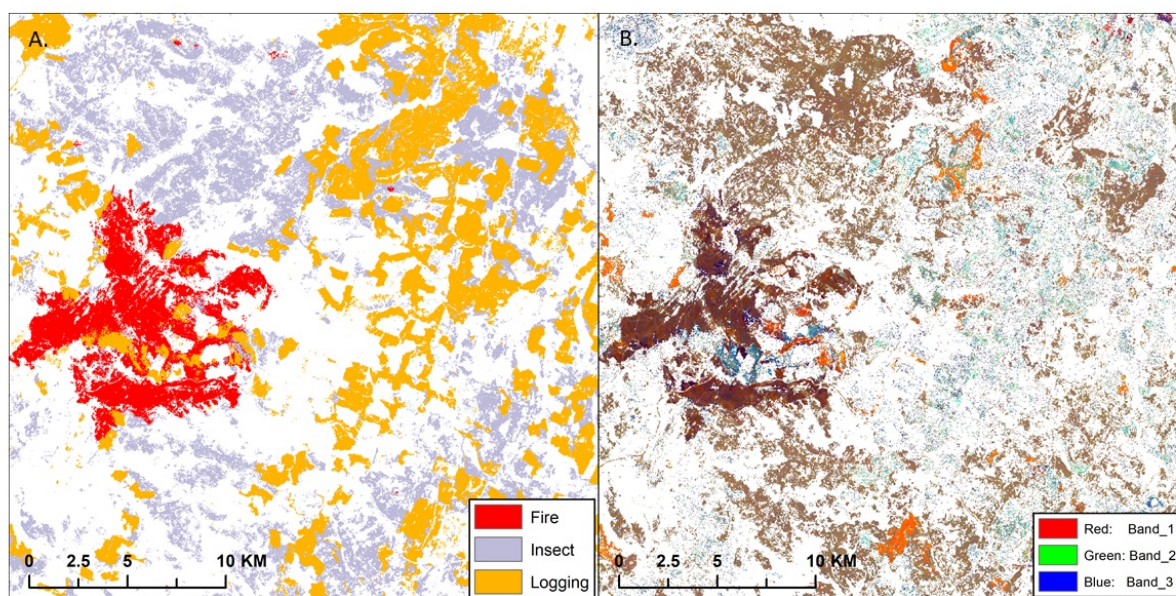 A.
Fire
Insect
Logging
0 2.5 5 10 KM
B.
Red: Band_1
Green: Band_2
Blue: Band_3
0 2.5 5 10 KM